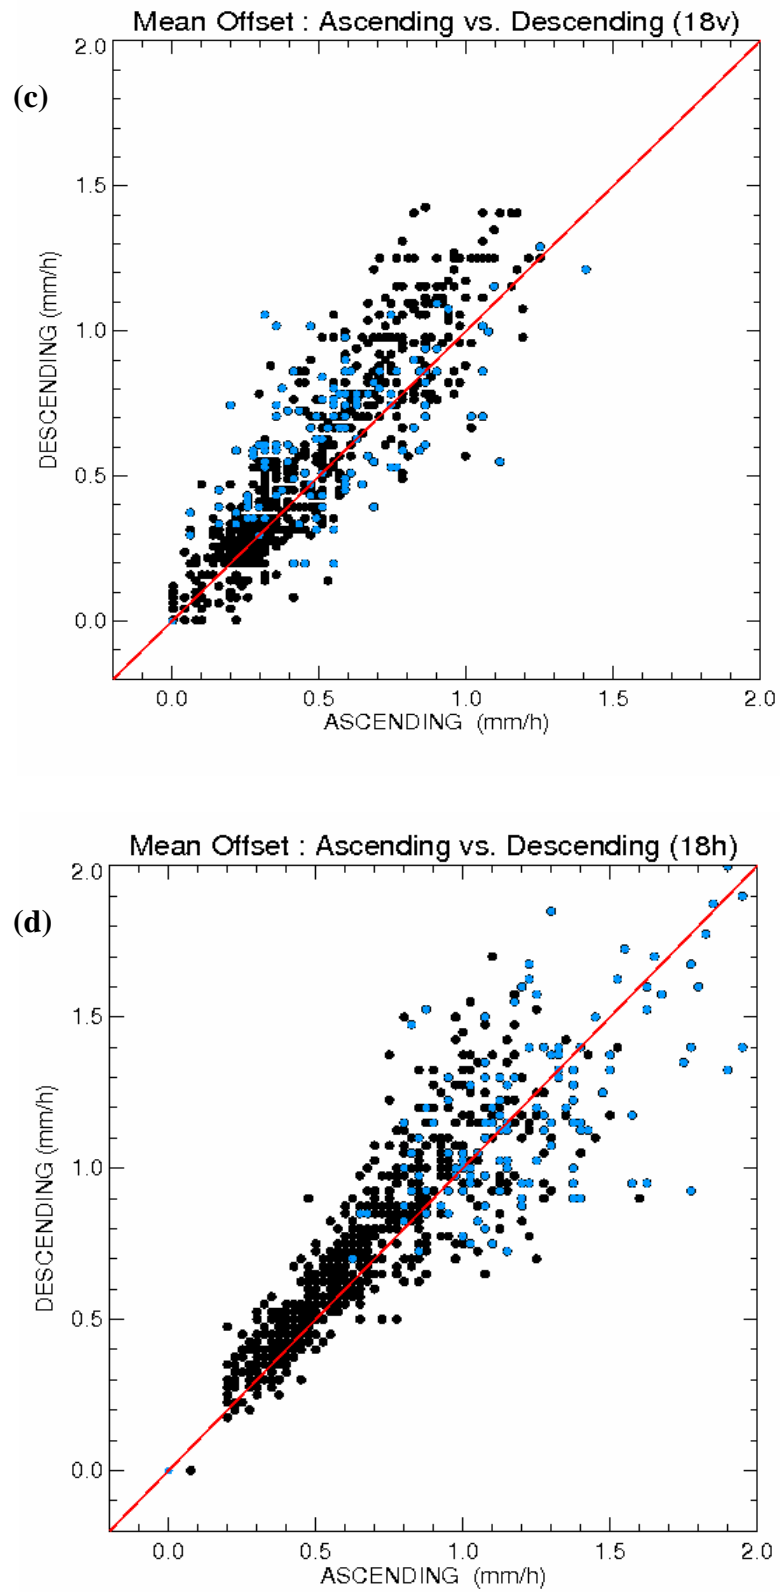 Mean Offset : Ascending vs. Descending (18v)
(c)
2.0
1.5
1.0
0.5
0.0
DESCENDING (mm/h)
0.0 0.5 1.0 1.5 2.0
ASCENDING (mm/h)
Mean Offset : Ascending vs. Descending (18h)
(d)
2.0
1.5
1.0
0.5
0.0
DESCENDING (mm/h)
0.0 0.5 1.0 1.5 2.0
ASCENDING (mm/h)